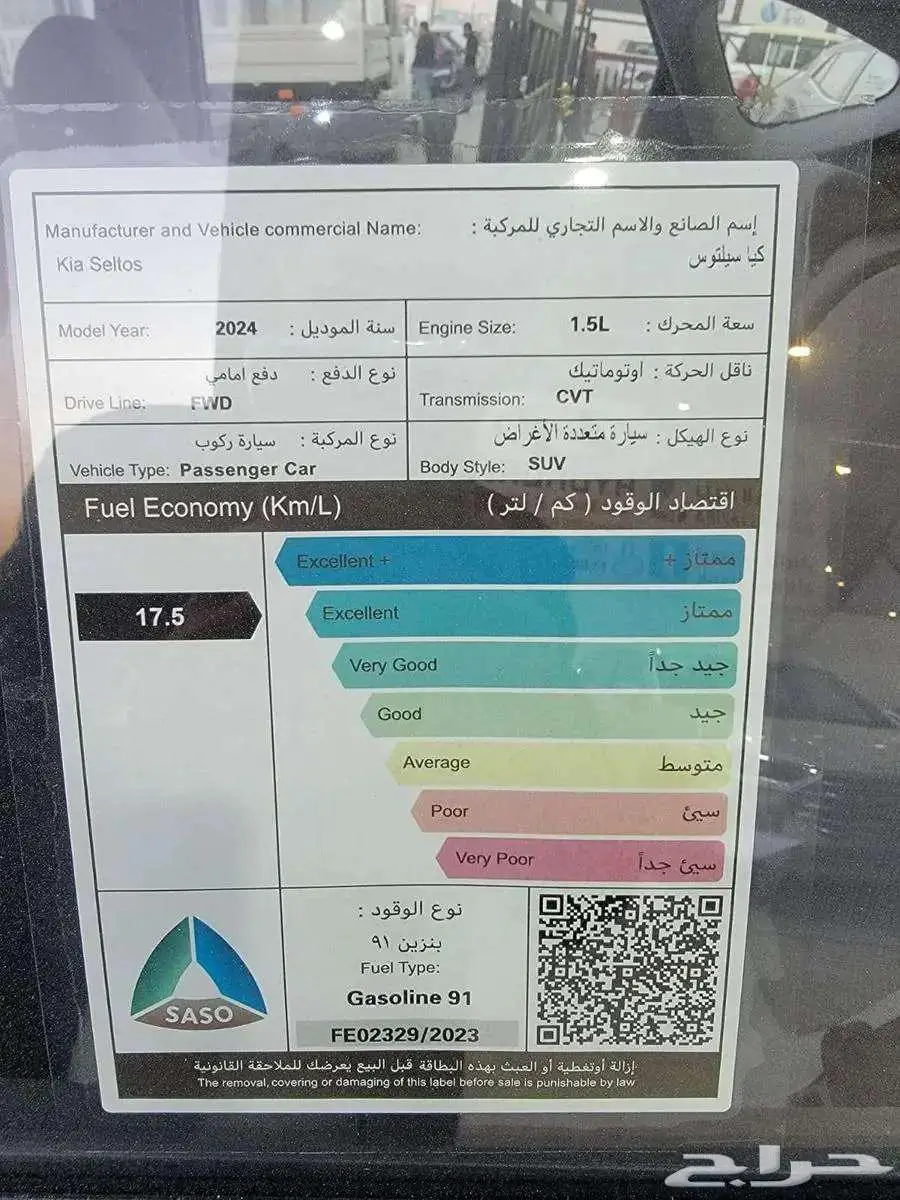 Manufacturer and Vehicle commercial Name: إسم الصانع والاسم التجاري للمركبة :
Kia Seltos كيا سيلتوس
Model Year: 2024 سنة الموديل :
Engine Size: 1.5L سعة المحرك :
نوع الدفع : دفع امامي
Drive Line: FWD
ناقل الحركة : اوتوماتيك
Transmission: CVT
نوع المركبة : سيارة ركوب
Vehicle Type: Passenger Car
نوع الهيكل : سيارة متعددة الأغراض
Body Style: SUV
Fuel Economy (Km/L) اقتصاد الوقود ( كم / لتر )
Excellent + ممتاز +
17.5
Excellent ممتاز
Very Good جيد جداً
Good جيد
Average متوسط
Poor سيئ
Very Poor سيئ جداً
SASO
نوع الوقود :
بنزين ٩١
Fuel Type:
Gasoline 91
FE02329/2023
إزالة أوتغطية أو العبث بهذه البطاقة قبل البيع يعرضك للملاحقة القانونية
The removal, covering or damaging of this label before sale is punishable by law
حراج